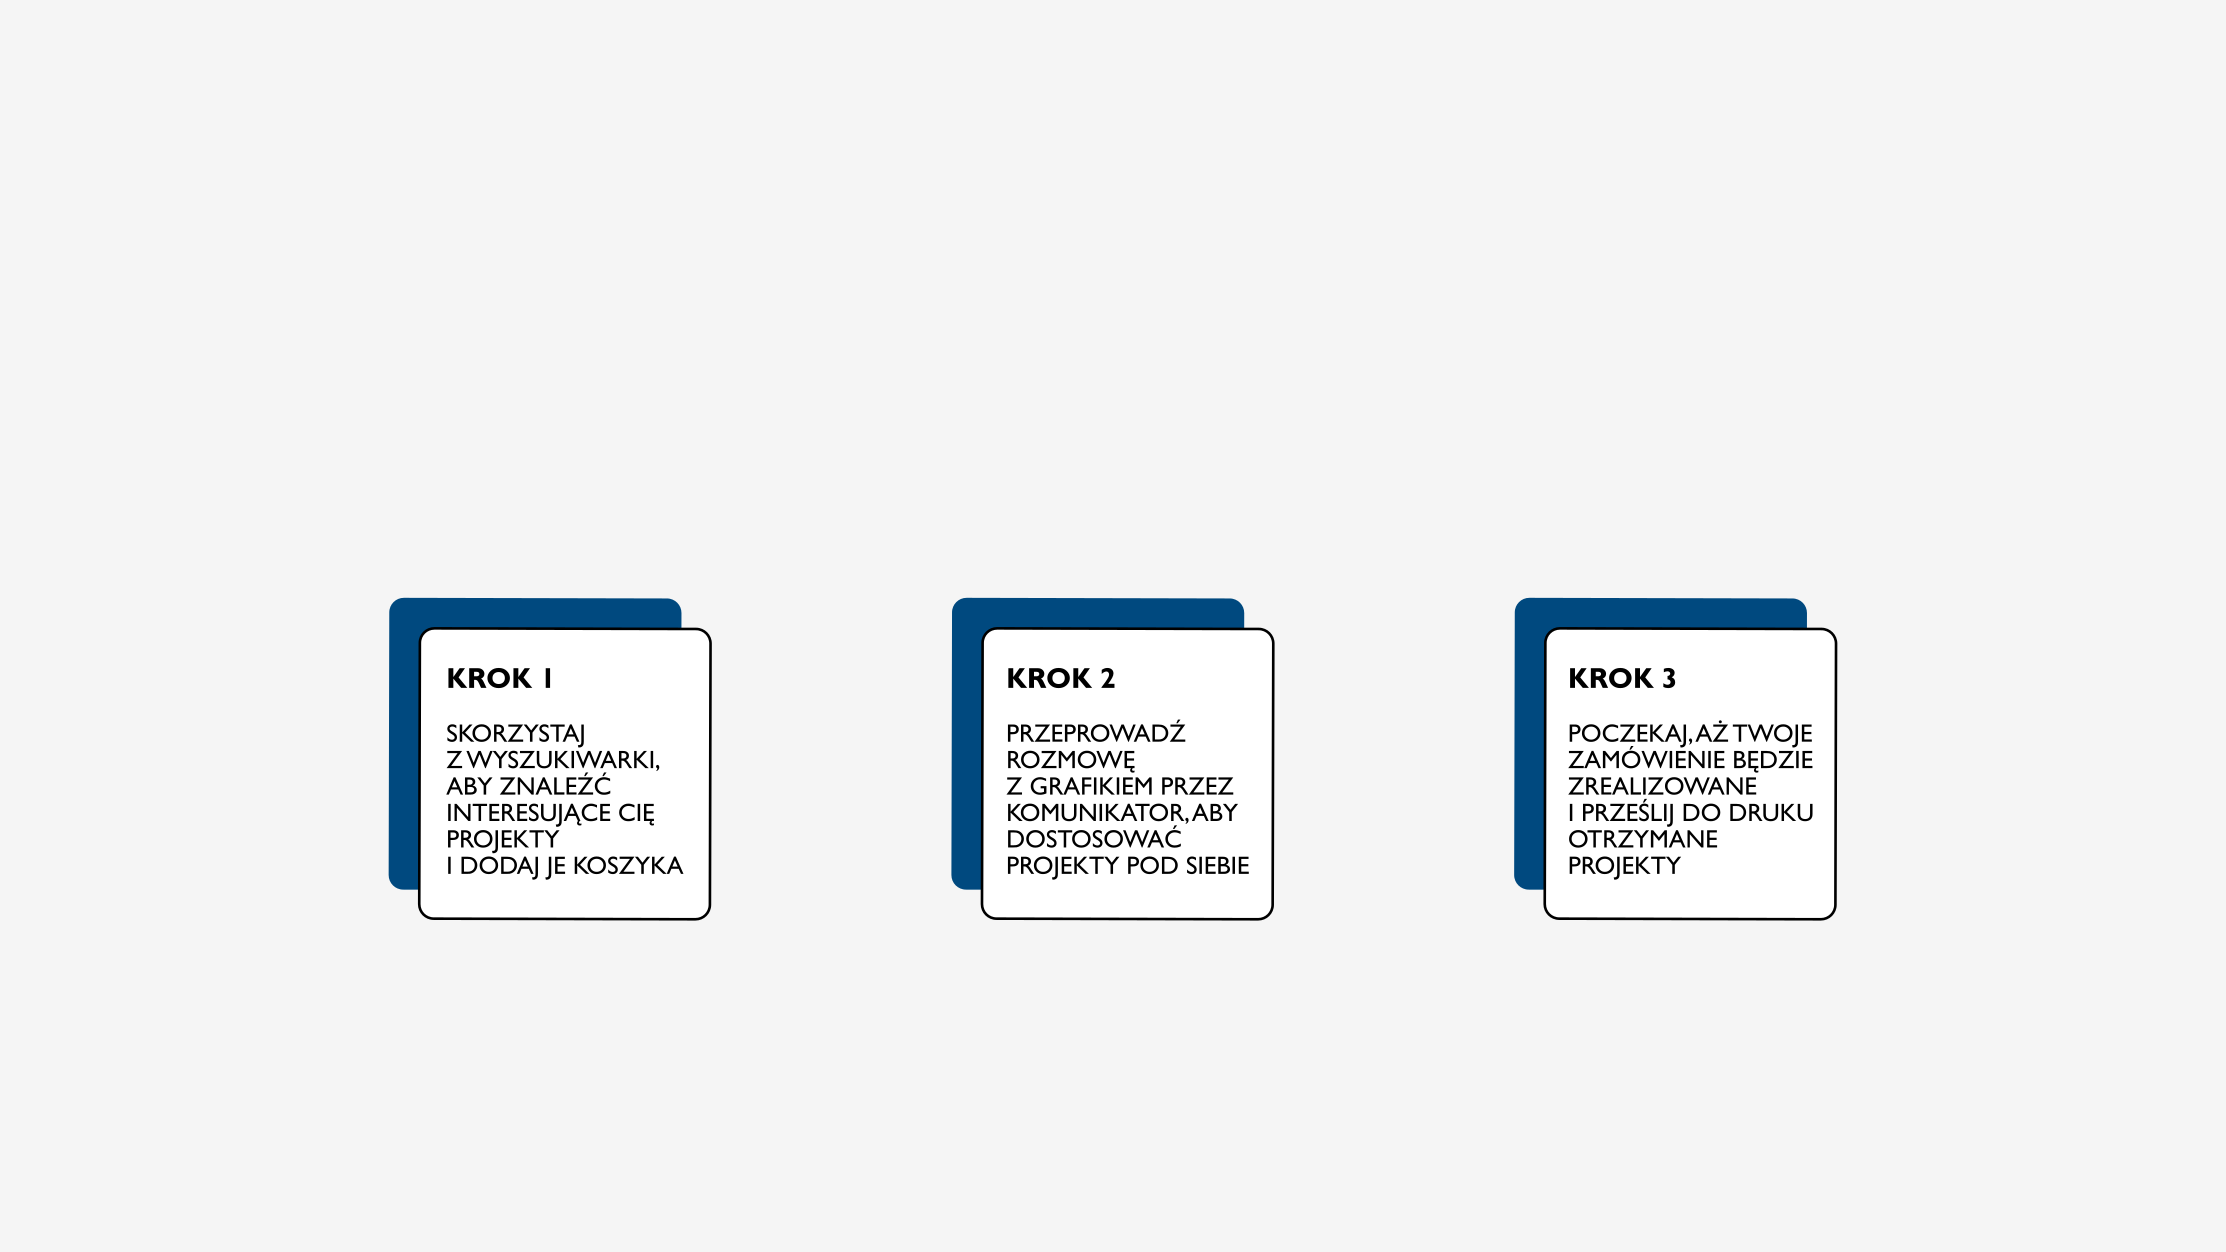 KROK 1
SKORZYSTAJ
Z WYSZUKIWARKI,
ABY ZNALEŹĆ
INTERESUJĄCE CIĘ
PROJEKTY
I DODAJ JE KOSZYKA
KROK 2
PRZEPROWADŹ
ROZMOWĘ
Z GRAFIKIEM PRZEZ
KOMUNIKATOR, ABY
DOSTOSOWAĆ
PROJEKTY POD SIEBIE
KROK 3
POCZEKAJ, AŻ TWOJE
ZAMÓWIENIE BĘDZIE
ZREALIZOWANE
I PRZEŚLIJ DO DRUKU
OTRZYMANE
PROJEKTY